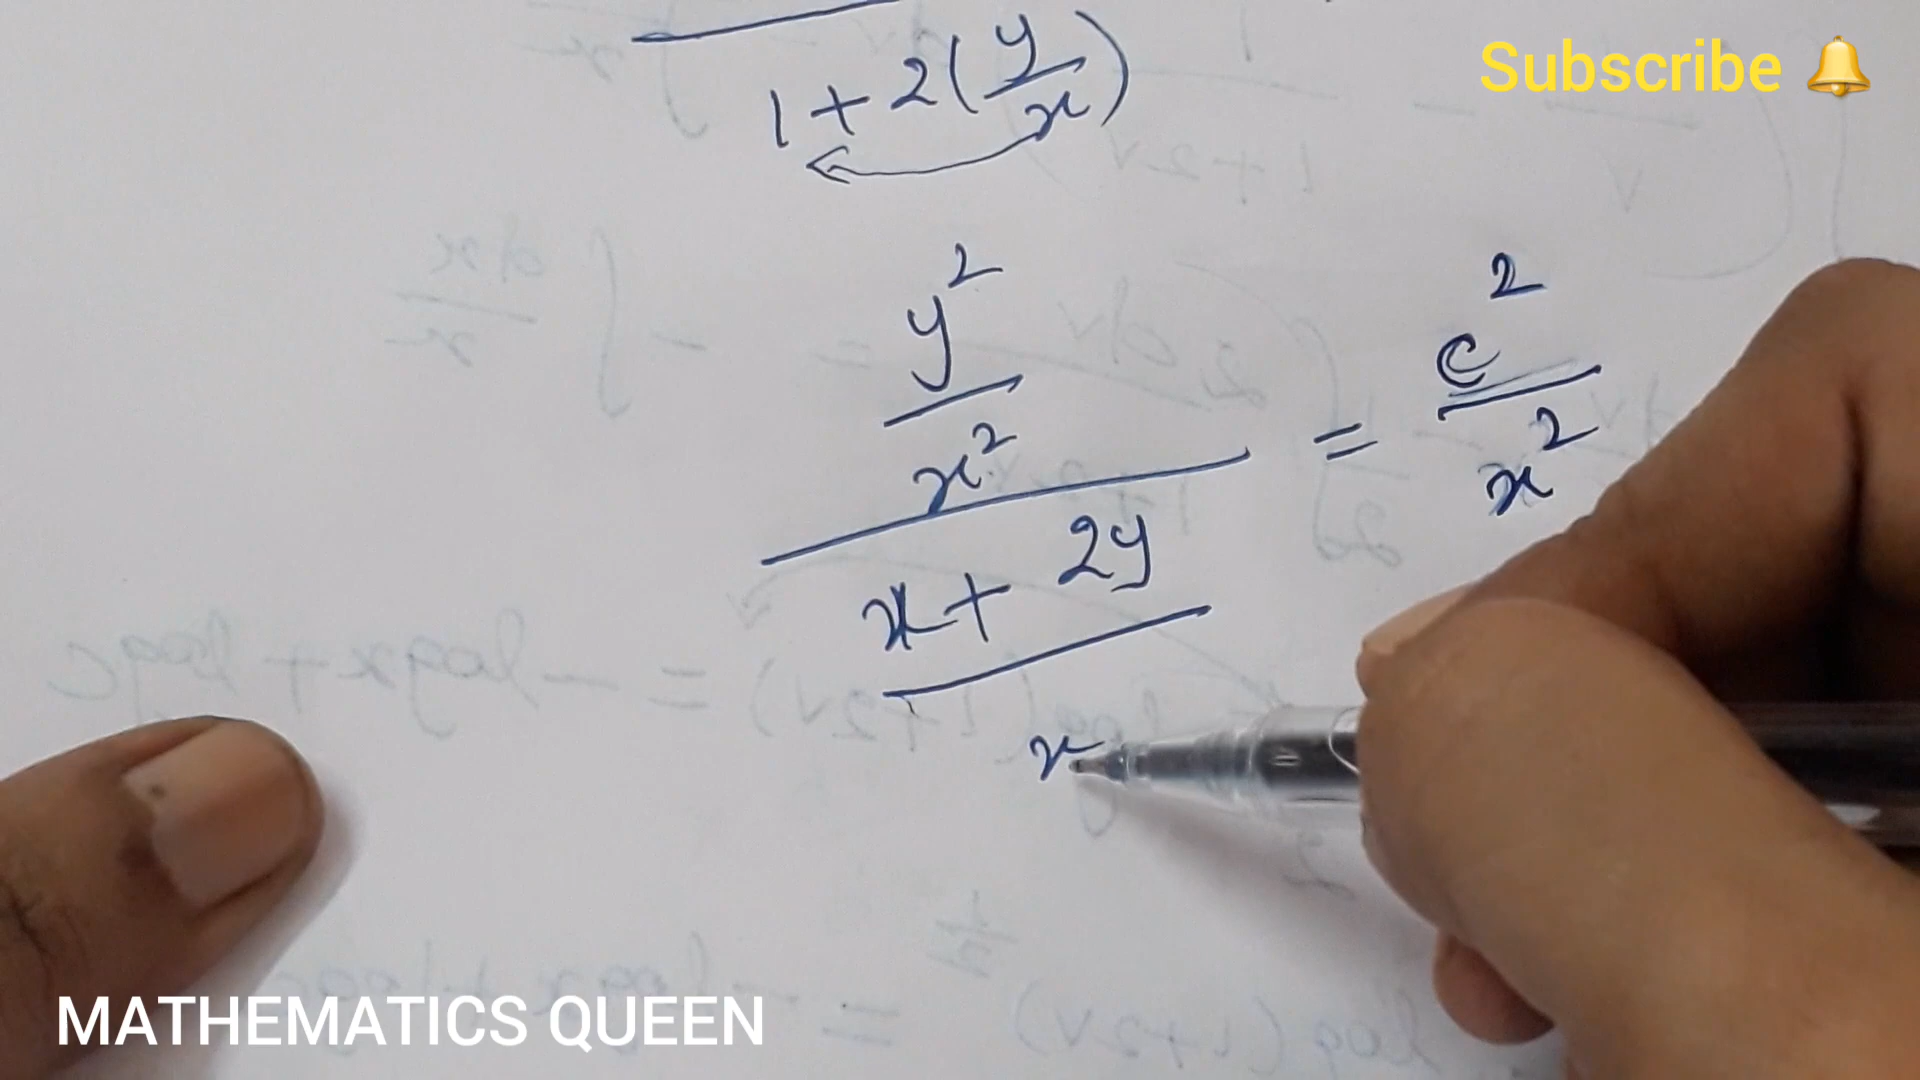 Subscribe 🔔
1 + 2(y/x)
y²
x²
x + 2y
x
= c²/x²
MATHEMATICS QUEEN